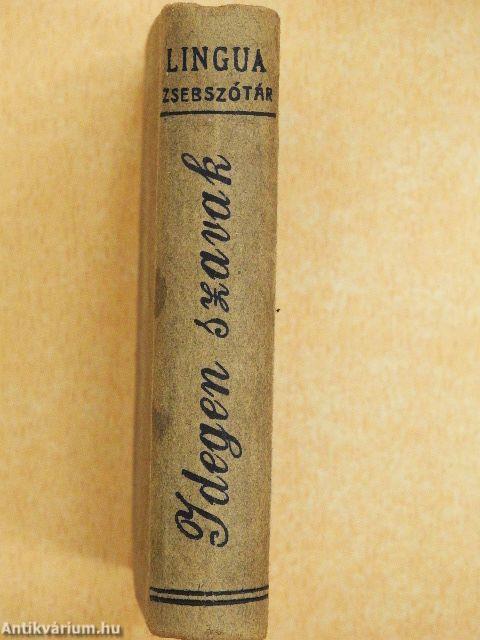 LINGUA
ZSEBSZÓTÁR
Idegen szavak
Antikvárium.hu